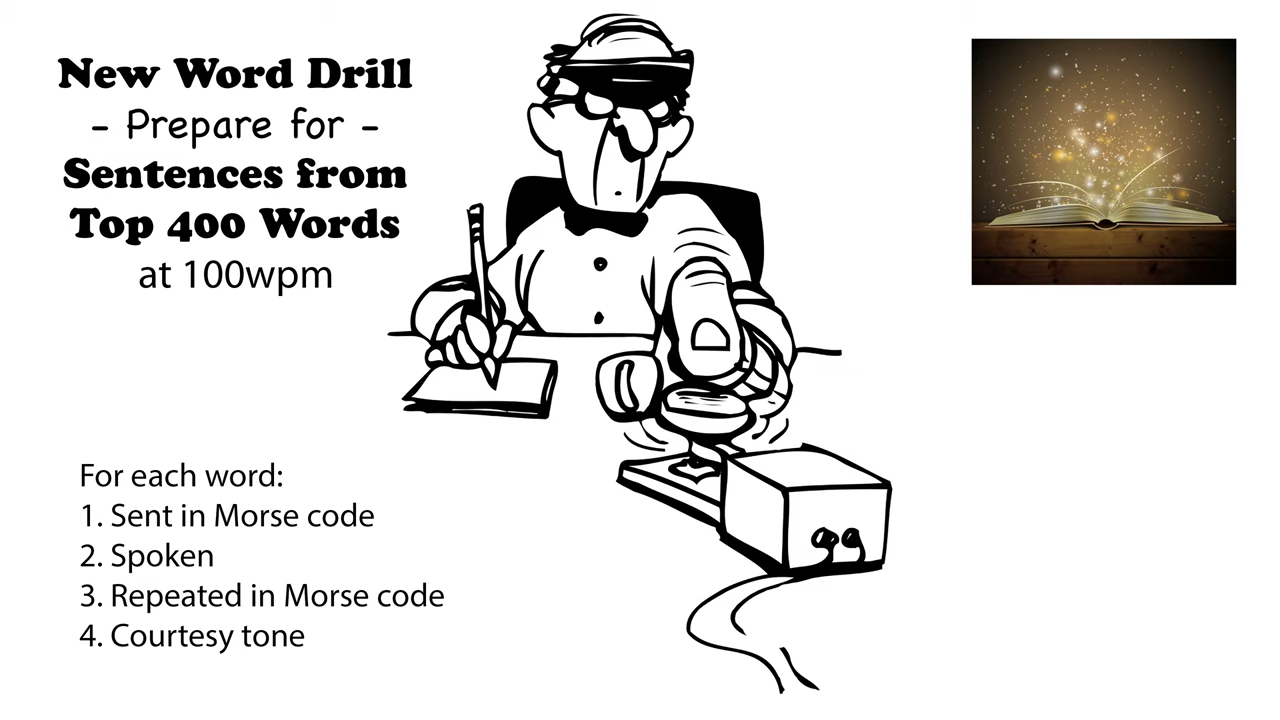 New Word Drill
- Prepare for -
Sentences from
Top 400 Words
at 100wpm
For each word:
1. Sent in Morse code
2. Spoken
3. Repeated in Morse code
4. Courtesy tone